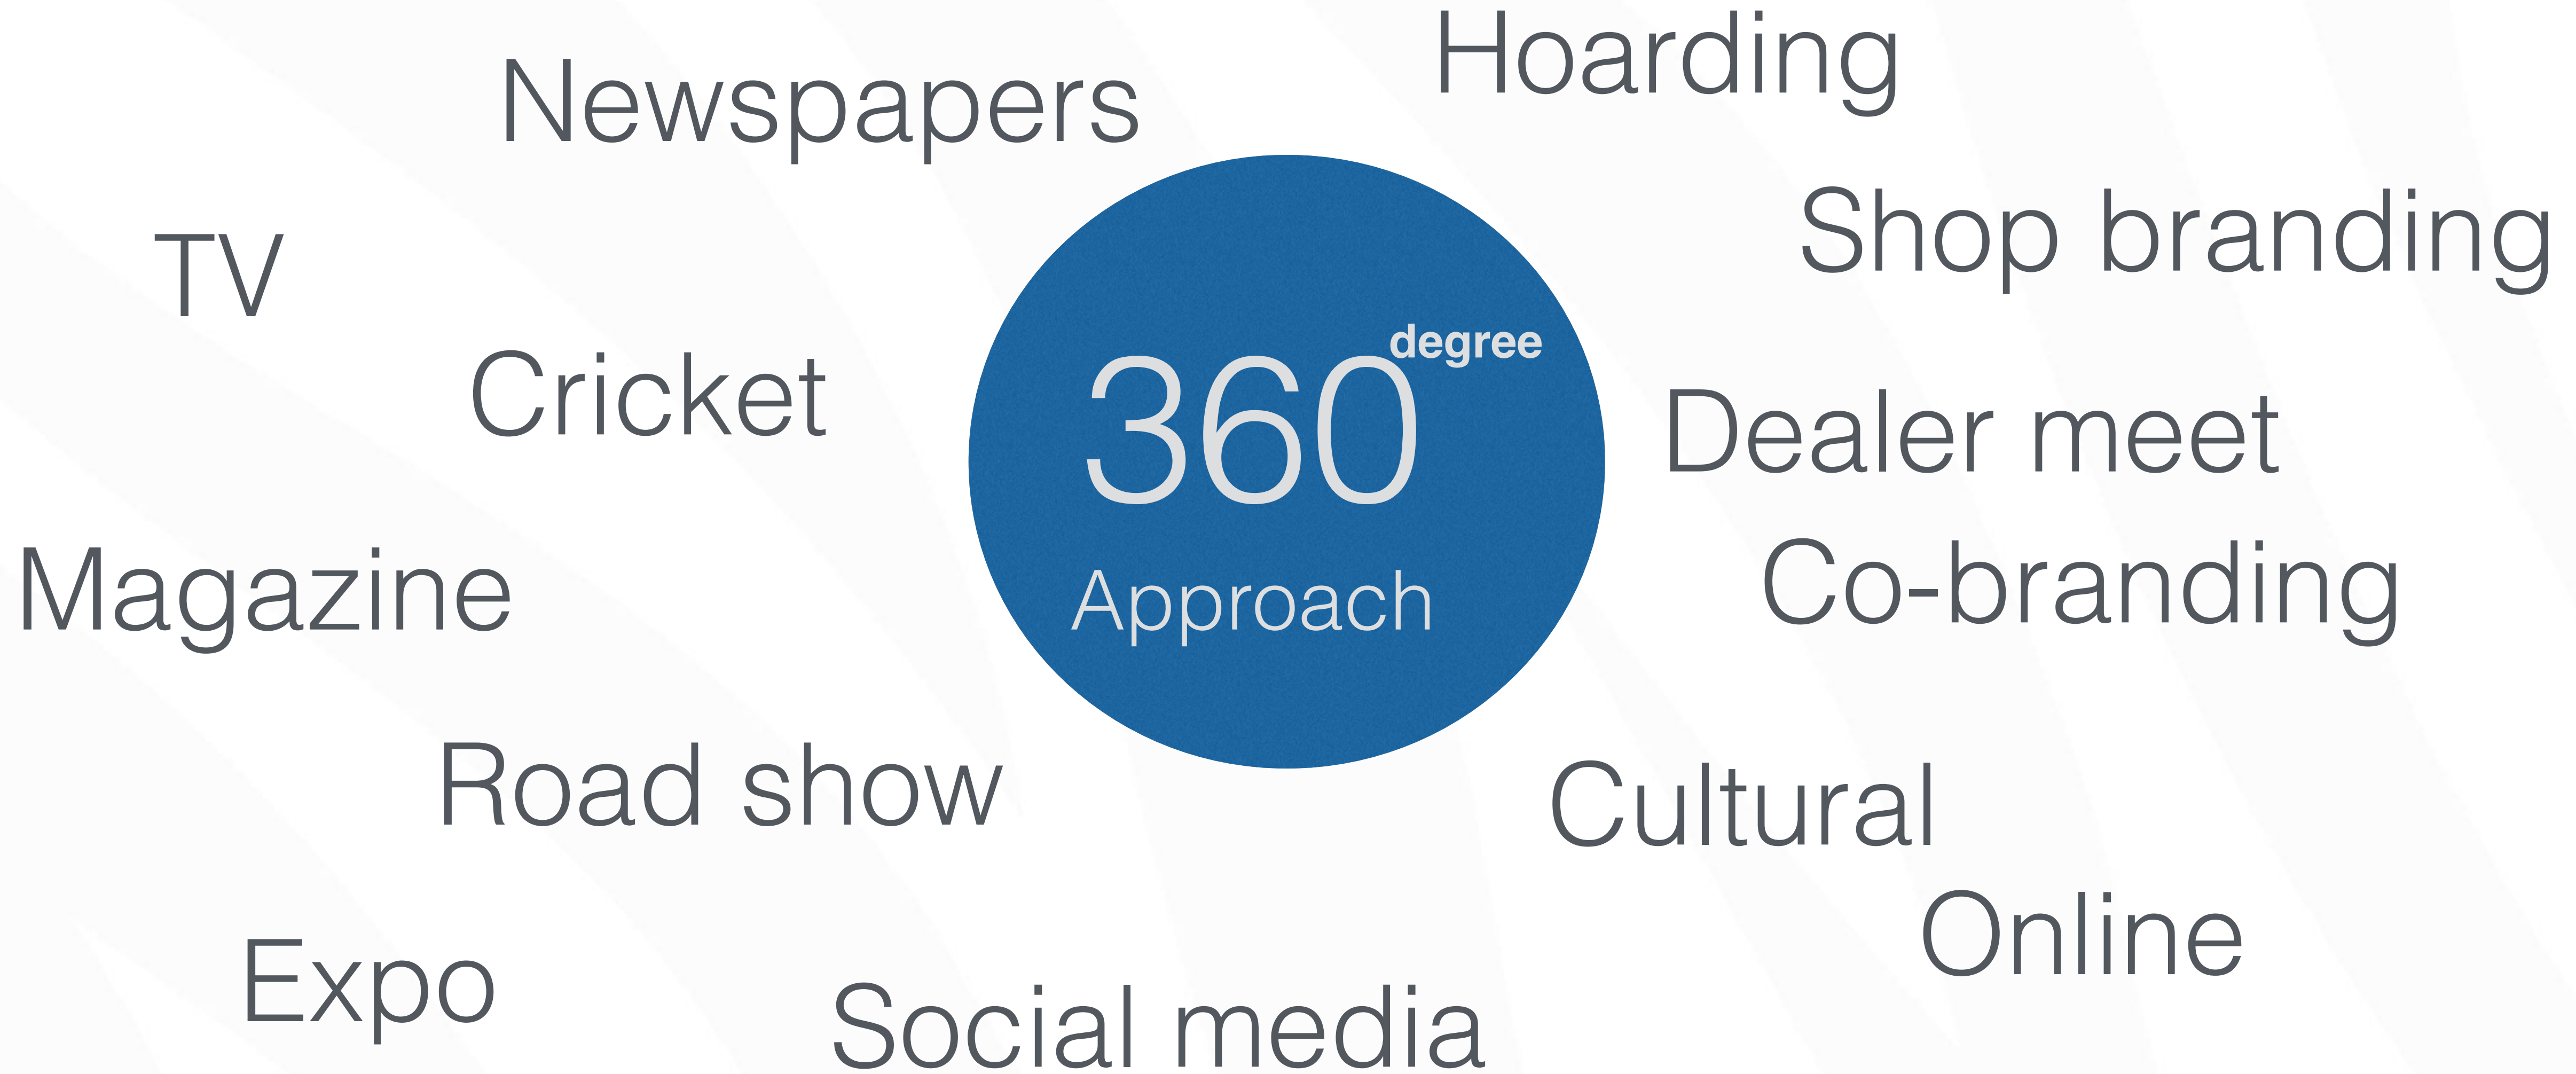 Hoarding
Newspapers
Shop branding
TV
degree
Cricket
360
Dealer meet
Magazine
Approach
Co-branding
Road show
Cultural
Online
Expo
Social media